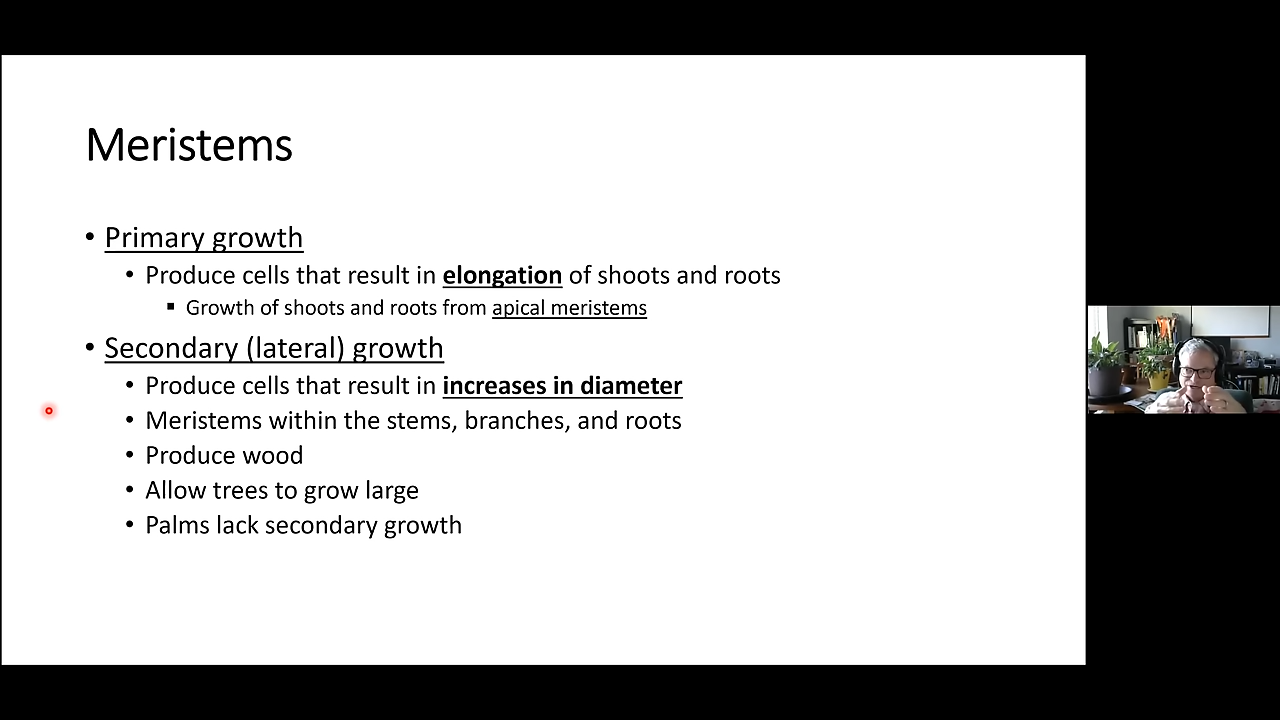 Meristems
• Primary growth
• Produce cells that result in elongation of shoots and roots
▪ Growth of shoots and roots from apical meristems
• Secondary (lateral) growth
• Produce cells that result in increases in diameter
• Meristems within the stems, branches, and roots
• Produce wood
• Allow trees to grow large
• Palms lack secondary growth